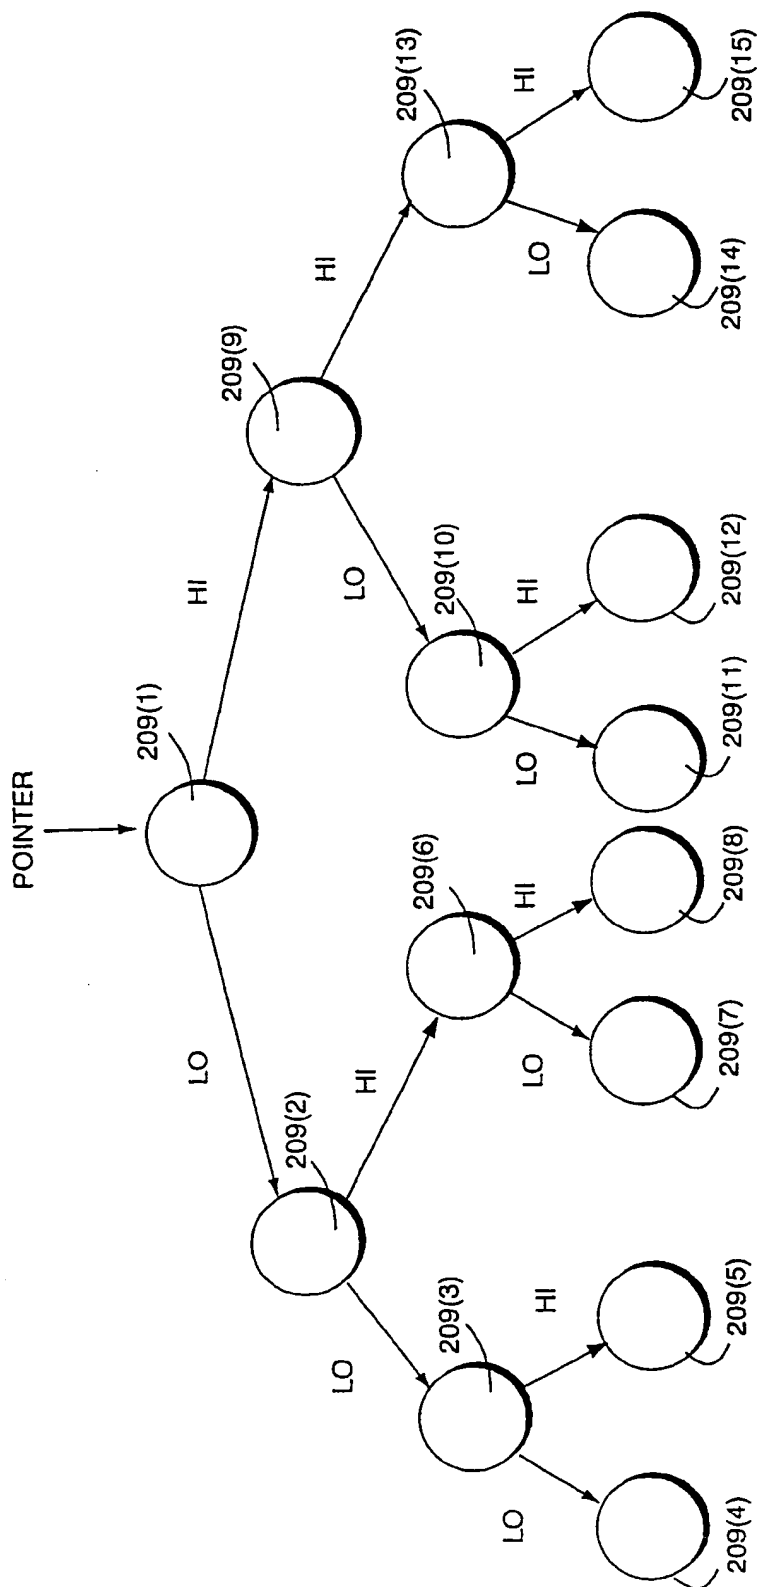 POINTER
209(1)
LO
HI
209(2)
209(9)
LO
HI
LO
HI
209(3)
209(6)
209(10)
209(13)
LO
HI
LO
HI
LO
HI
LO
HI
209(4)
209(5)
209(7)
209(8)
209(11)
209(12)
209(14)
209(15)